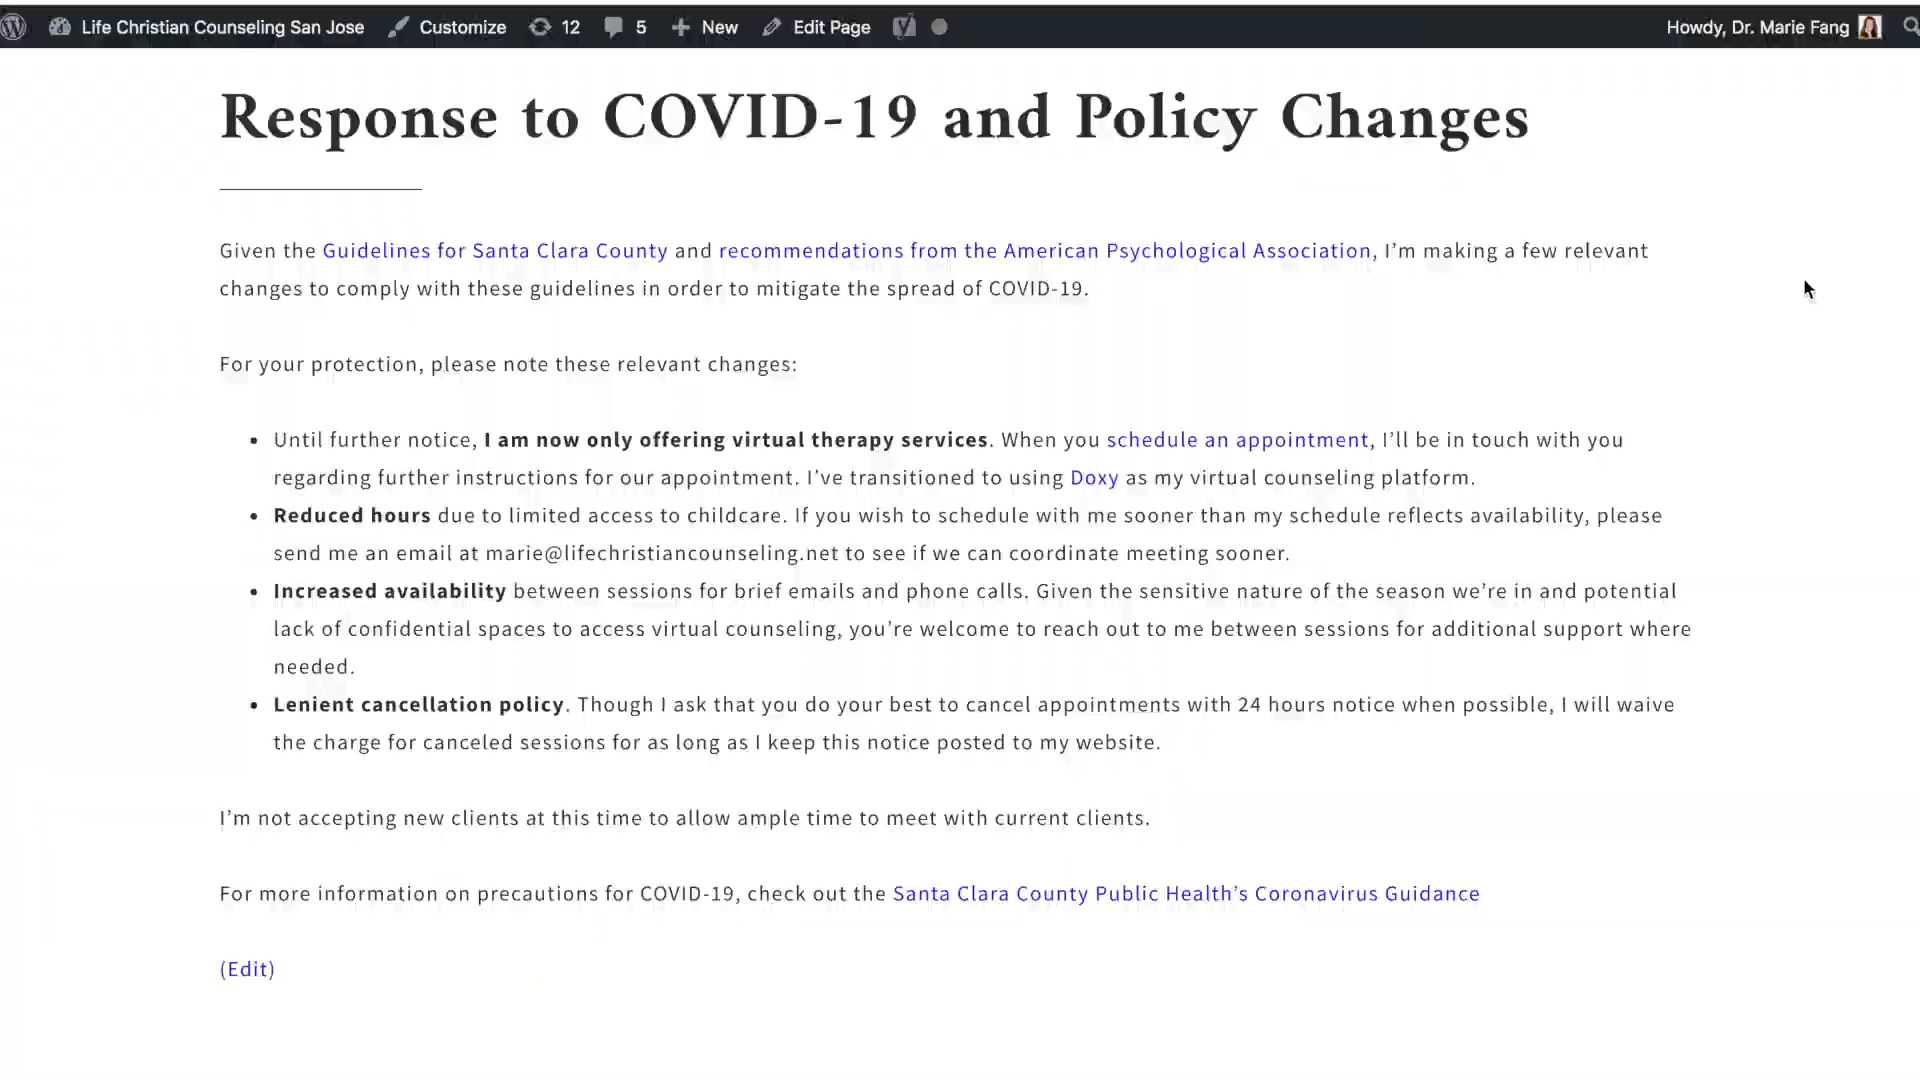 Life Christian Counseling San Jose Customize 12 5 New Edit Page Howdy, Dr. Marie Fang
Response to COVID-19 and Policy Changes
Given the Guidelines for Santa Clara County and recommendations from the American Psychological Association, I'm making a few relevant
changes to comply with these guidelines in order to mitigate the spread of COVID-19.
For your protection, please note these relevant changes:
• Until further notice, I am now only offering virtual therapy services. When you schedule an appointment, I'll be in touch with you
regarding further instructions for our appointment. I've transitioned to using Doxy as my virtual counseling platform.
• Reduced hours due to limited access to childcare. If you wish to schedule with me sooner than my schedule reflects availability, please
send me an email at marie@lifechristiancounseling.net to see if we can coordinate meeting sooner.
• Increased availability between sessions for brief emails and phone calls. Given the sensitive nature of the season we're in and potential
lack of confidential spaces to access virtual counseling, you're welcome to reach out to me between sessions for additional support where
needed.
• Lenient cancellation policy. Though I ask that you do your best to cancel appointments with 24 hours notice when possible, I will waive
the charge for canceled sessions for as long as I keep this notice posted to my website.
I'm not accepting new clients at this time to allow ample time to meet with current clients.
For more information on precautions for COVID-19, check out the Santa Clara County Public Health's Coronavirus Guidance
(Edit)